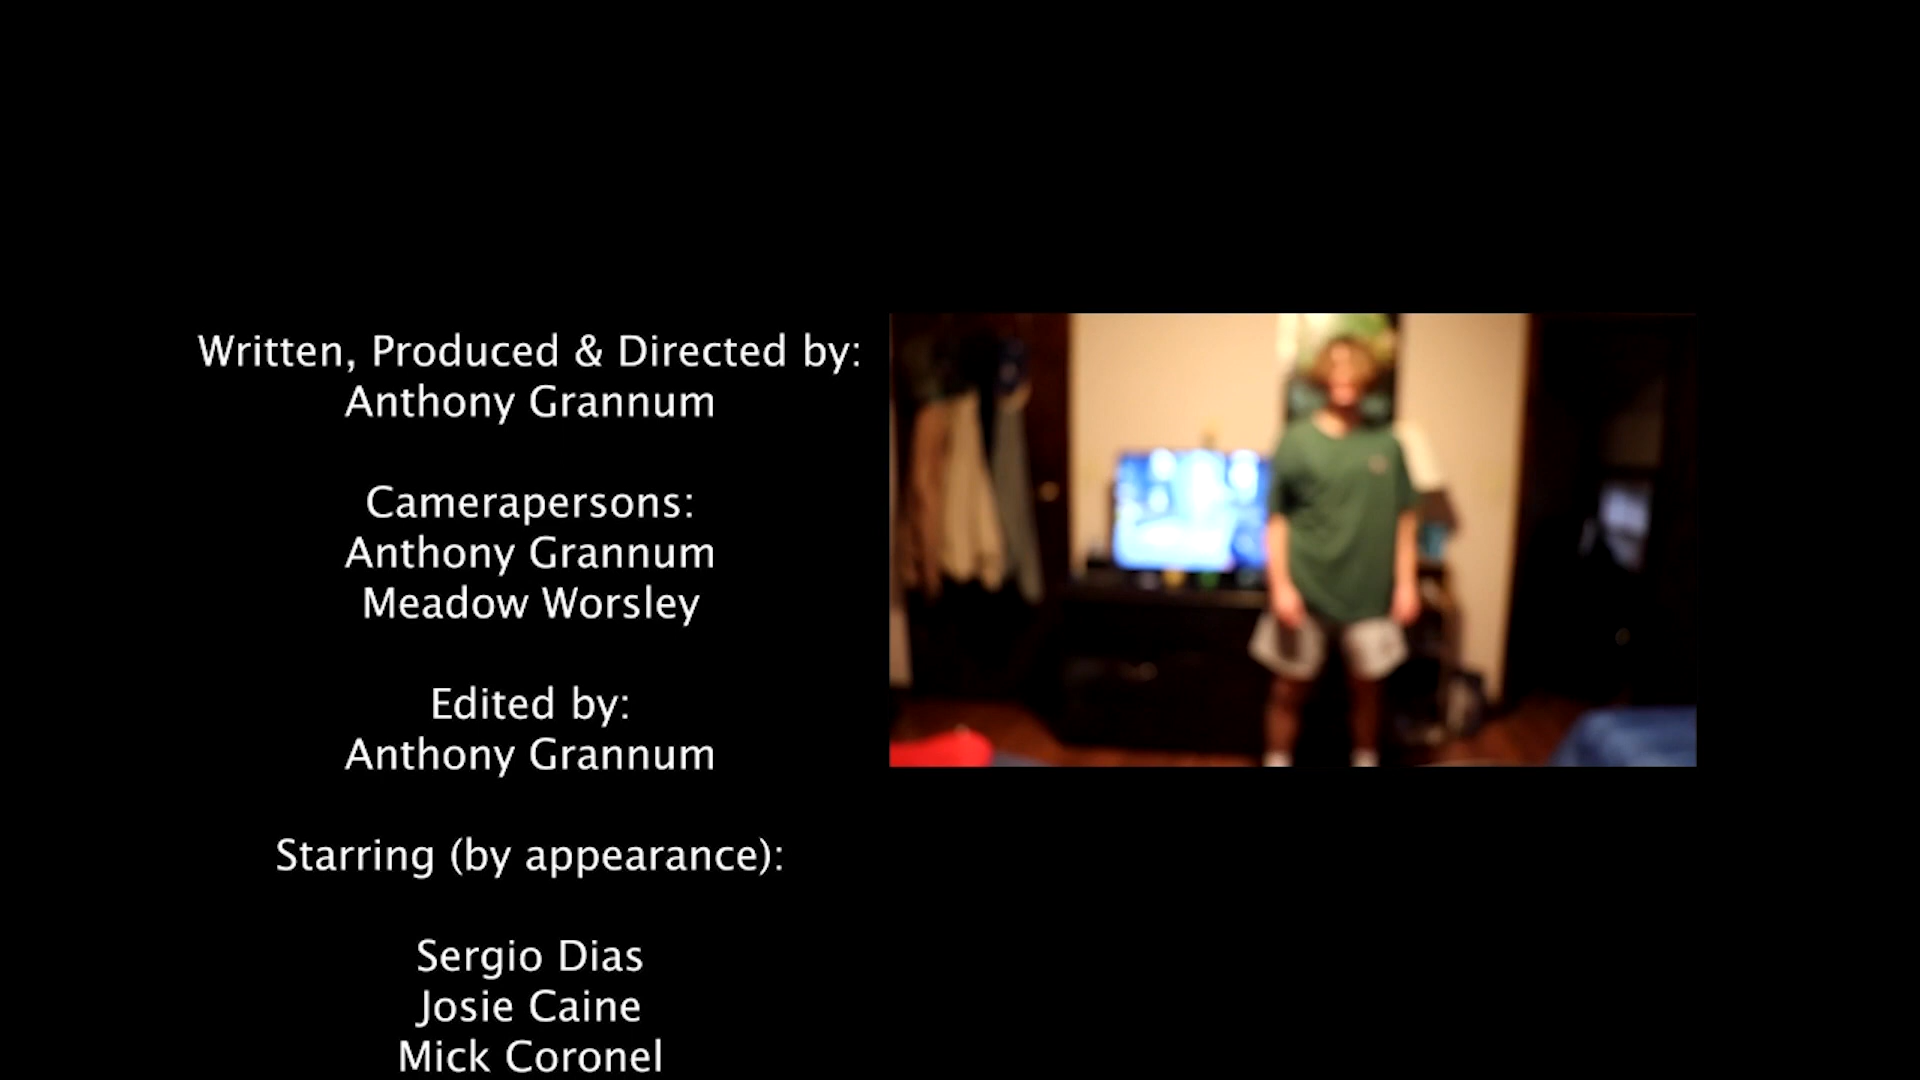 Written, Produced & Directed by:
Anthony Grannum
Camerapersons:
Anthony Grannum
Meadow Worsley
Edited by:
Anthony Grannum
Starring (by appearance):
Sergio Dias
Josie Caine
Mick Coronel